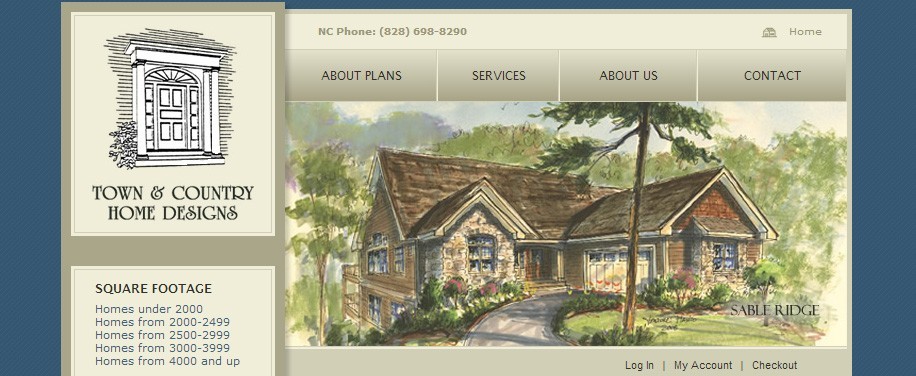 NC Phone: (828) 698-8290
Home
ABOUT PLANS
SERVICES
ABOUT US
CONTACT
TOWN & COUNTRY
HOME DESIGNS
SABLE RIDGE
SQUARE FOOTAGE
Homes under 2000
Homes from 2000-2499
Homes from 2500-2999
Homes from 3000-3999
Homes from 4000 and up
Log In | My Account | Checkout